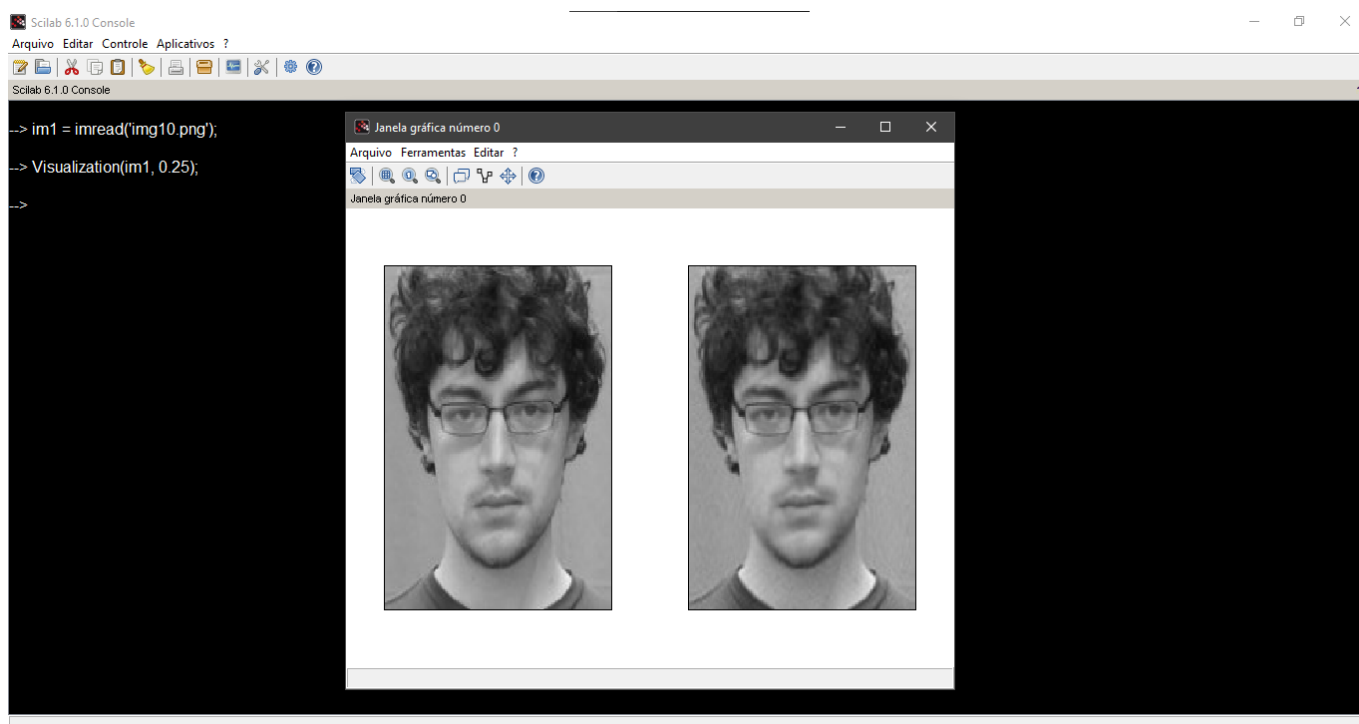 Scilab 6.1.0 Console
Arquivo Editar Controle Aplicativos ?
Scilab 6.1.0 Console
--> im1 = imread('img10.png');
--> Visualization(im1, 0.25);
-->
Janela gráfica número 0
Arquivo Ferramentas Editar ?
Janela gráfica número 0